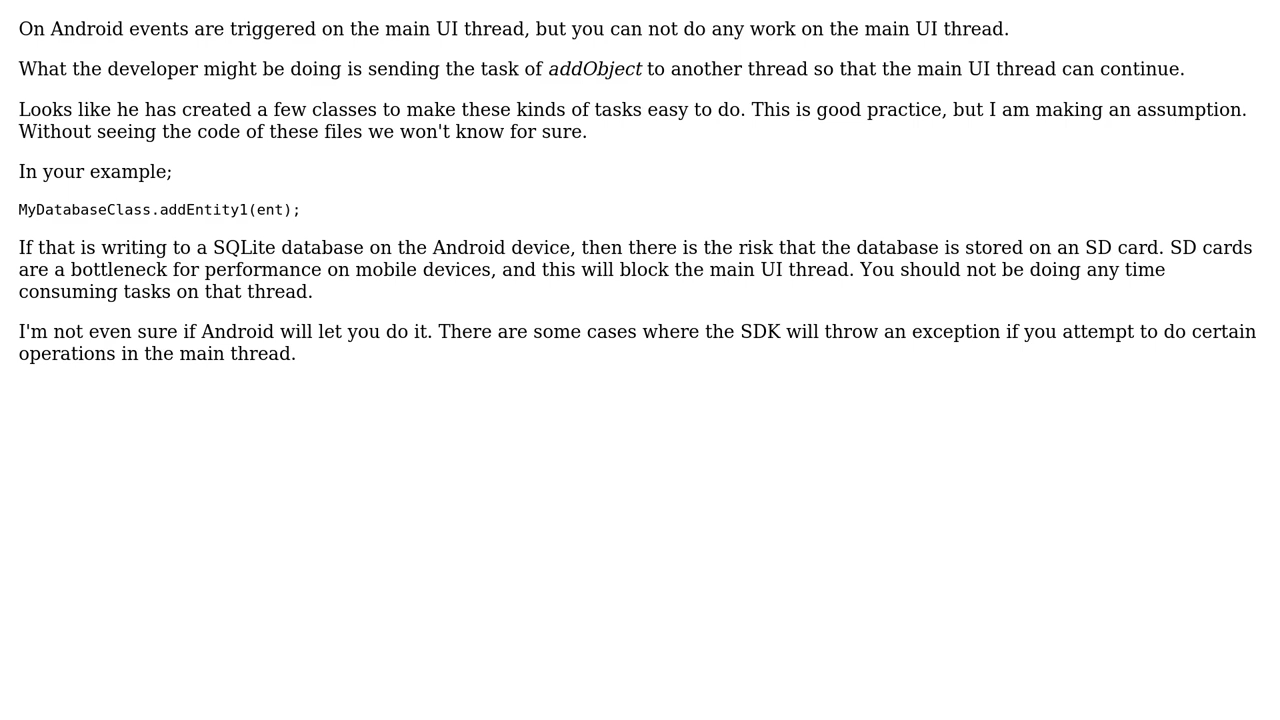 On Android events are triggered on the main UI thread, but you can not do any work on the main UI thread.
What the developer might be doing is sending the task of addObject to another thread so that the main UI thread can continue.
Looks like he has created a few classes to make these kinds of tasks easy to do. This is good practice, but I am making an assumption.
Without seeing the code of these files we won't know for sure.
In your example;
MyDatabaseClass.addEntity1(ent);
If that is writing to a SQLite database on the Android device, then there is the risk that the database is stored on an SD card. SD cards
are a bottleneck for performance on mobile devices, and this will block the main UI thread. You should not be doing any time
consuming tasks on that thread.
I'm not even sure if Android will let you do it. There are some cases where the SDK will throw an exception if you attempt to do certain
operations in the main thread.